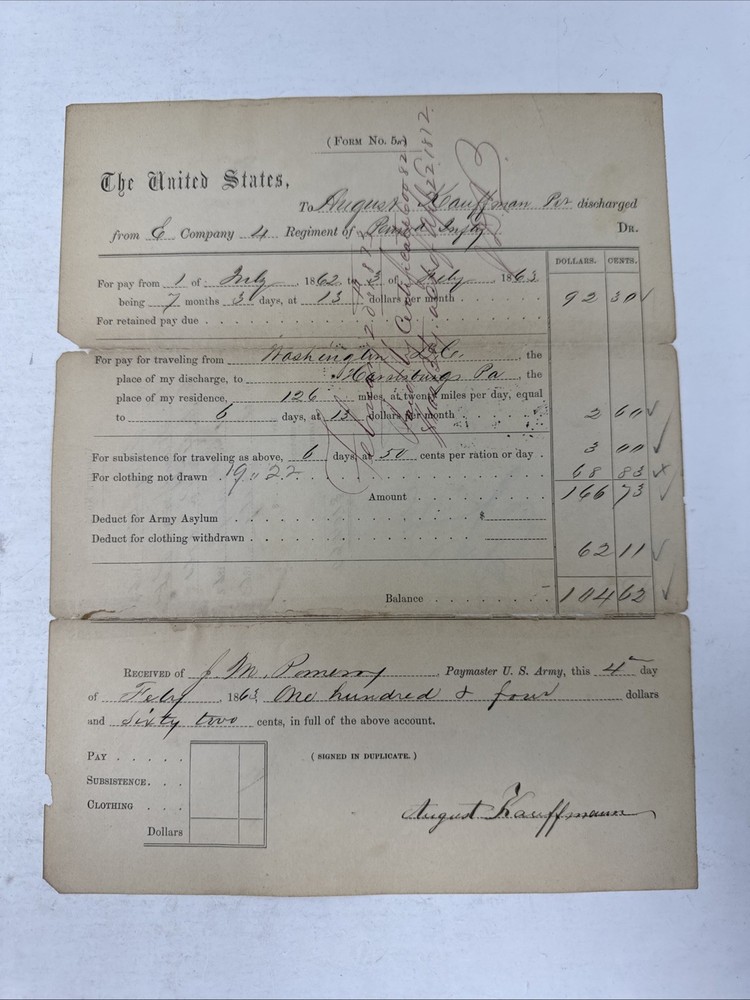 (FORM No. 5.)
The United States,
To August Kauffman Pvt discharged
from E Company 4 Regiment of Penna Infy DR.
DOLLARS. CENTS.
For pay from 1 of July, 1862 to 3 of Feby, 1863
being 7 months 3 days, at 13 dollars per month 92 30
For retained pay due
For pay for traveling from Washington D.C., the
place of my discharge, to Harrisburg Pa, the
place of my residence, 126 miles, at twenty miles per day, equal
to 6 days, at 13 dollars per month 2 60
For subsistence for traveling as above, 6 days, at 50 cents per ration or day 3 00
For clothing not drawn 19.22 68 83
Amount 166 73
Deduct for Army Asylum $
Deduct for clothing withdrawn
62 11
Balance 104 62
RECEIVED of J. M. Pomeroy, Paymaster U. S. Army, this 4th day
of Feby, 1863, One hundred & four dollars
and Sixty two cents, in full of the above account.
PAY
(SIGNED IN DUPLICATE.)
SUBSISTENCE
CLOTHING
August Kauffmann
Dollars